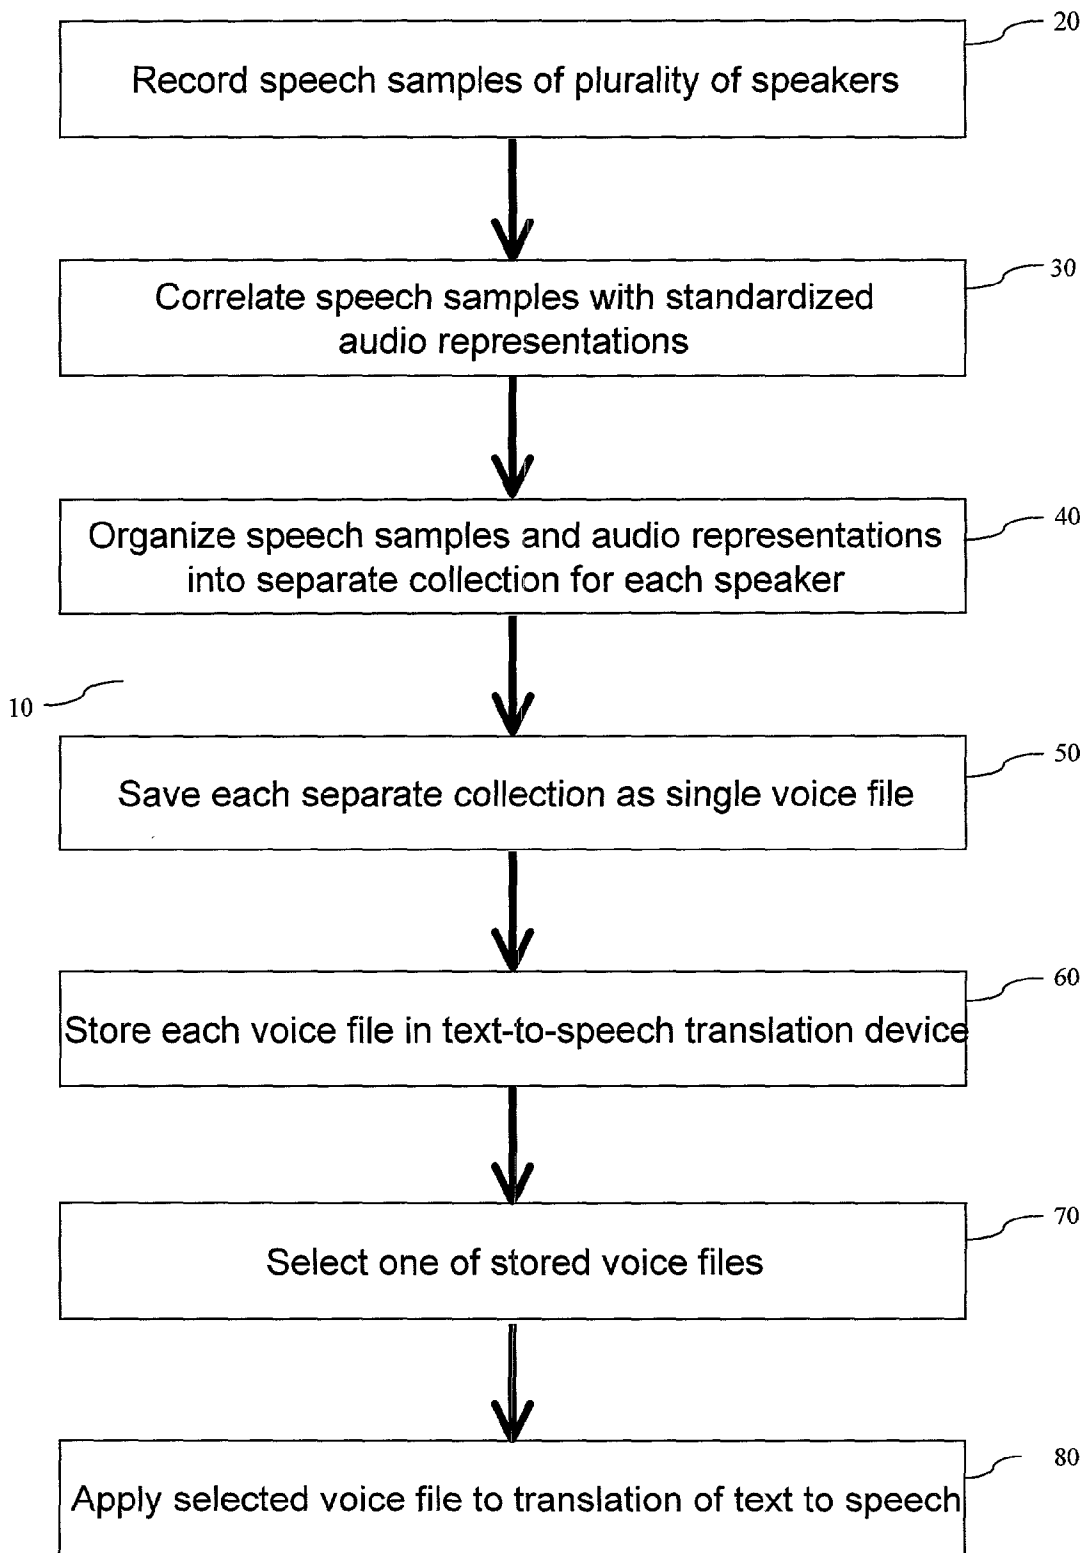 20
Record speech samples of plurality of speakers
30
Correlate speech samples with standardized
audio representations
40
Organize speech samples and audio representations
into separate collection for each speaker
10
50
Save each separate collection as single voice file
60
Store each voice file in text-to-speech translation device
70
Select one of stored voice files
80
Apply selected voice file to translation of text to speech